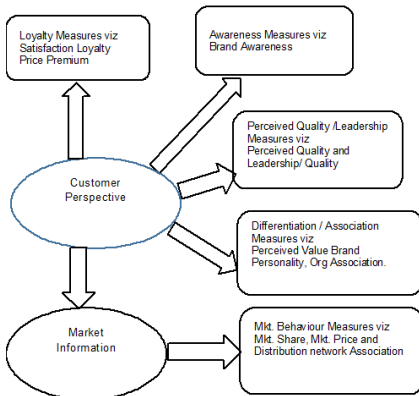 Loyalty Measures viz
Satisfaction Loyalty
Price Premium
Awareness Measures viz
Brand Awareness
Perceived Quality /Leadership
Measures viz
Perceived Quality and
Leadership/ Quality
Customer
Perspective
Differentiation / Association
Measures viz
Perceived Value Brand
Personality, Org Association.
Market
Information
Mkt. Behaviour Measures viz
Mkt. Share, Mkt. Price and
Distribution network Association